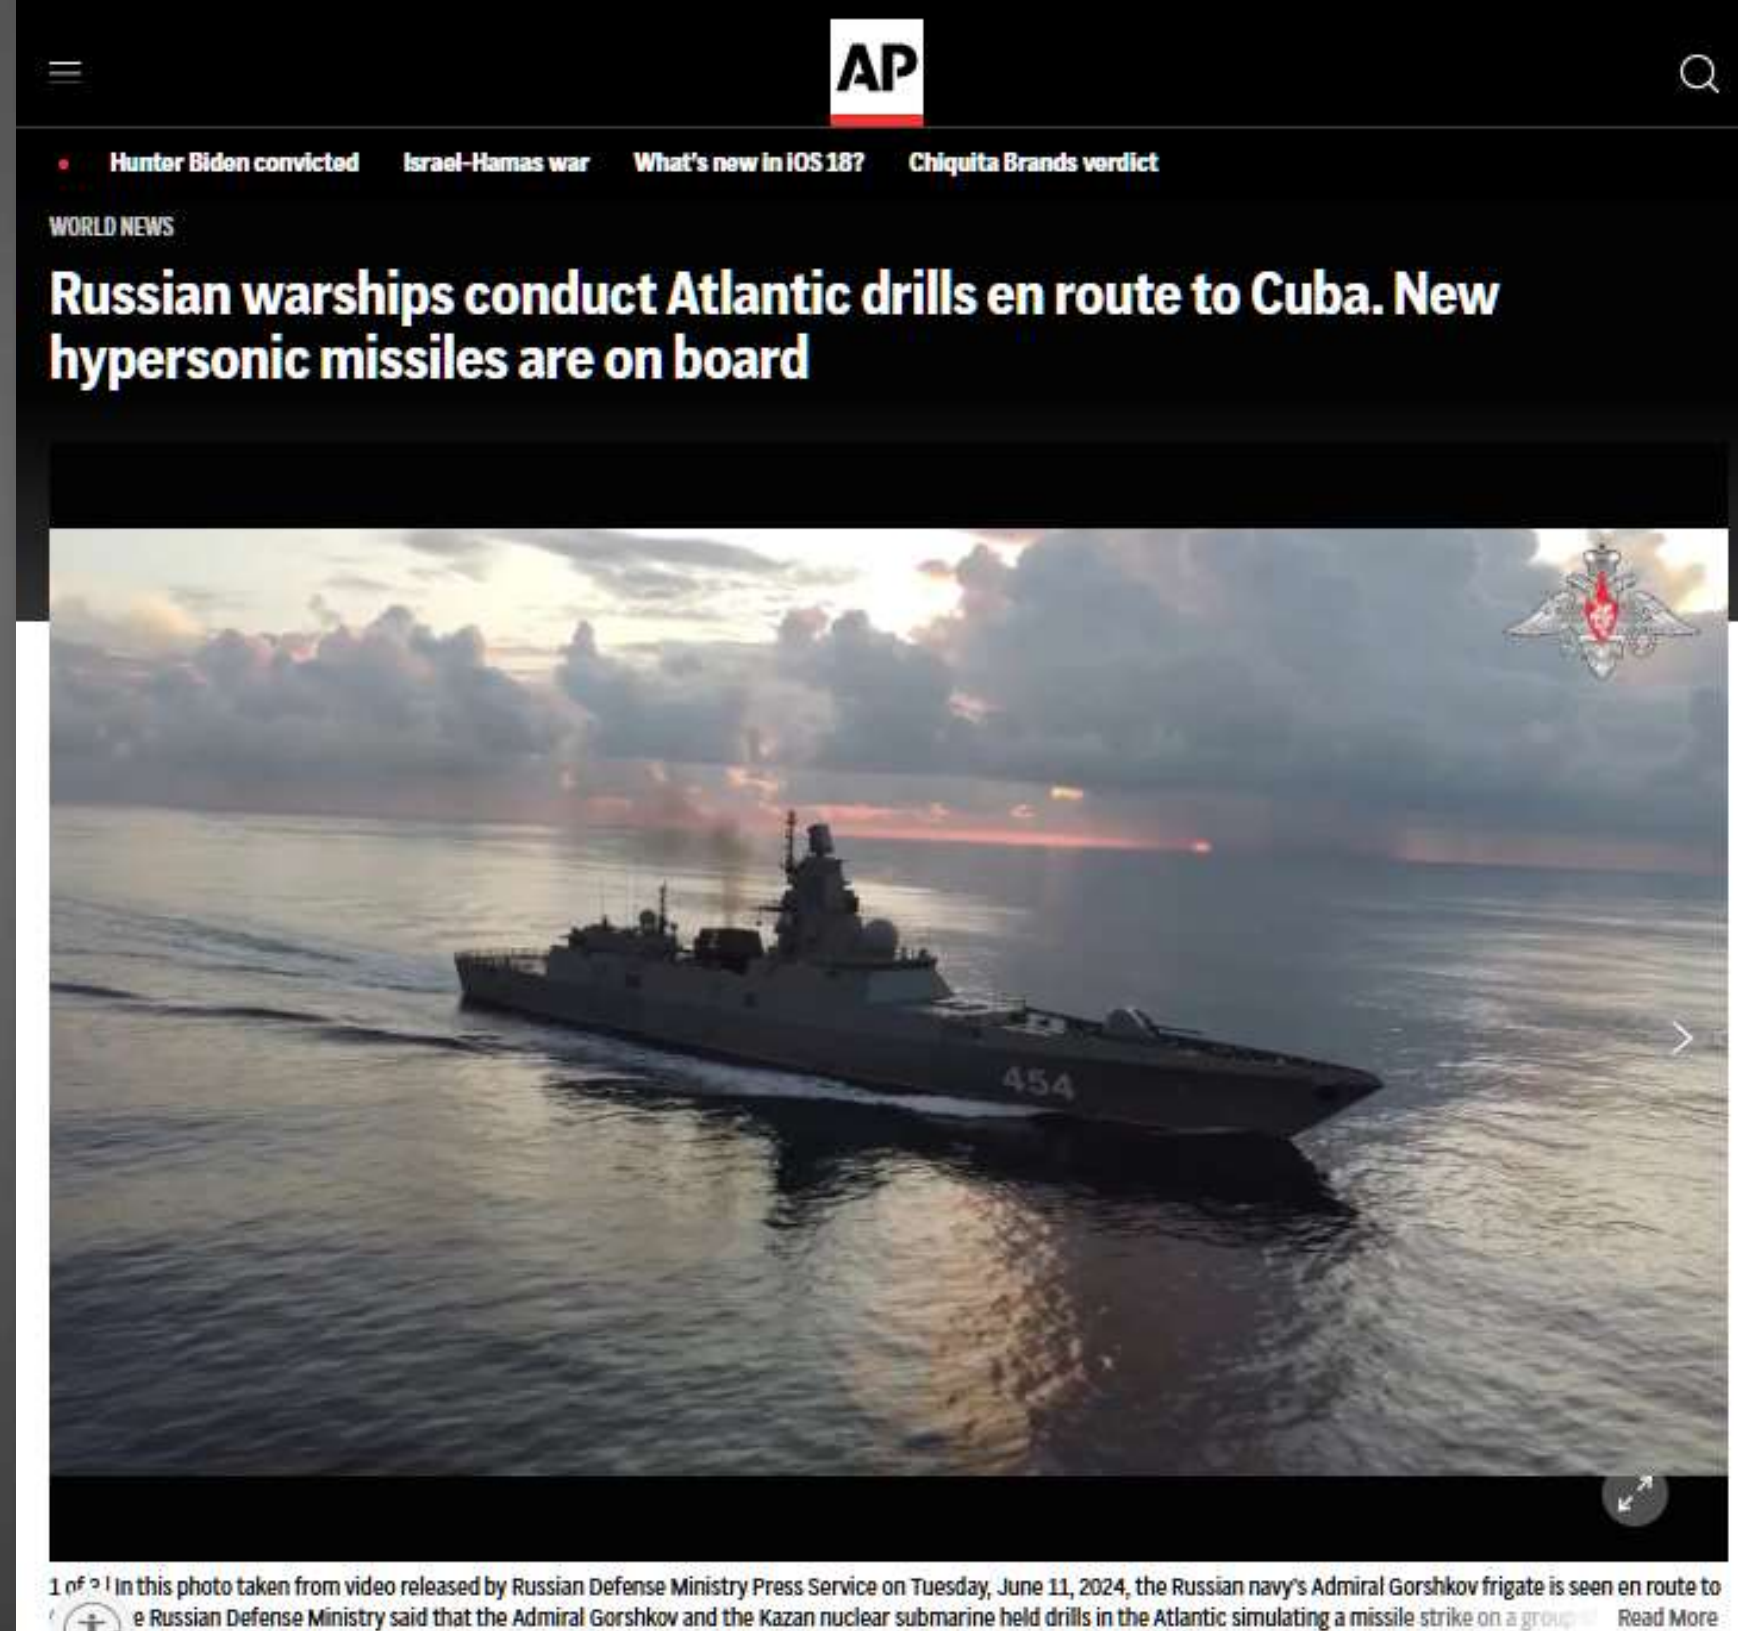 AP
Hunter Biden convicted Israel-Hamas war What's new in iOS 18? Chiquita Brands verdict
WORLD NEWS
Russian warships conduct Atlantic drills en route to Cuba. New
hypersonic missiles are on board
454
1 of | In this photo taken from video released by Russian Defense Ministry Press Service on Tuesday, June 11, 2024, the Russian navy's Admiral Gorshkov frigate is seen en route to
e Russian Defense Ministry said that the Admiral Gorshkov and the Kazan nuclear submarine held drills in the Atlantic simulating a missile strike on a group Read More